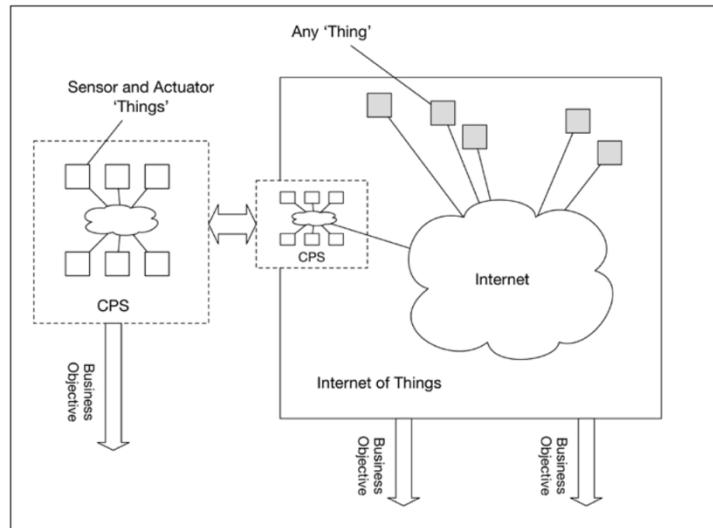 Any ‘Thing’
Sensor and Actuator
‘Things’
CPS
CPS
Internet
Internet of Things
Business
Objective
Business
Objective
Business
Objective